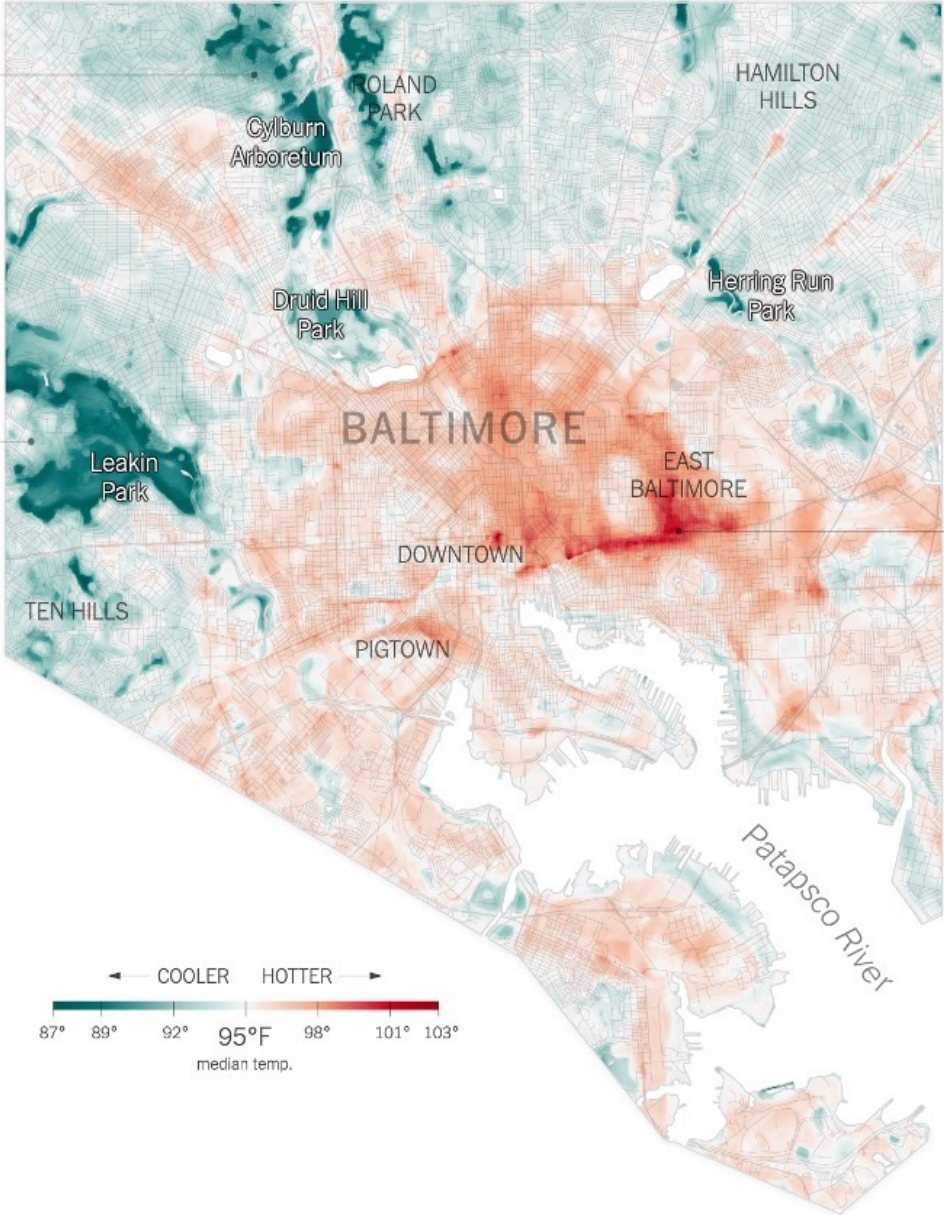 ROLAND
PARK
HAMILTON
HILLS
Cylburn
Arboretum
Druid Hill
Park
Herring Run
Park
BALTIMORE
Leakin
Park
EAST
BALTIMORE
DOWNTOWN
TEN HILLS
PIGTOWN
Patapsco River
COOLER HOTTER
87° 89° 92° 95°F 98° 101° 103°
median temp.